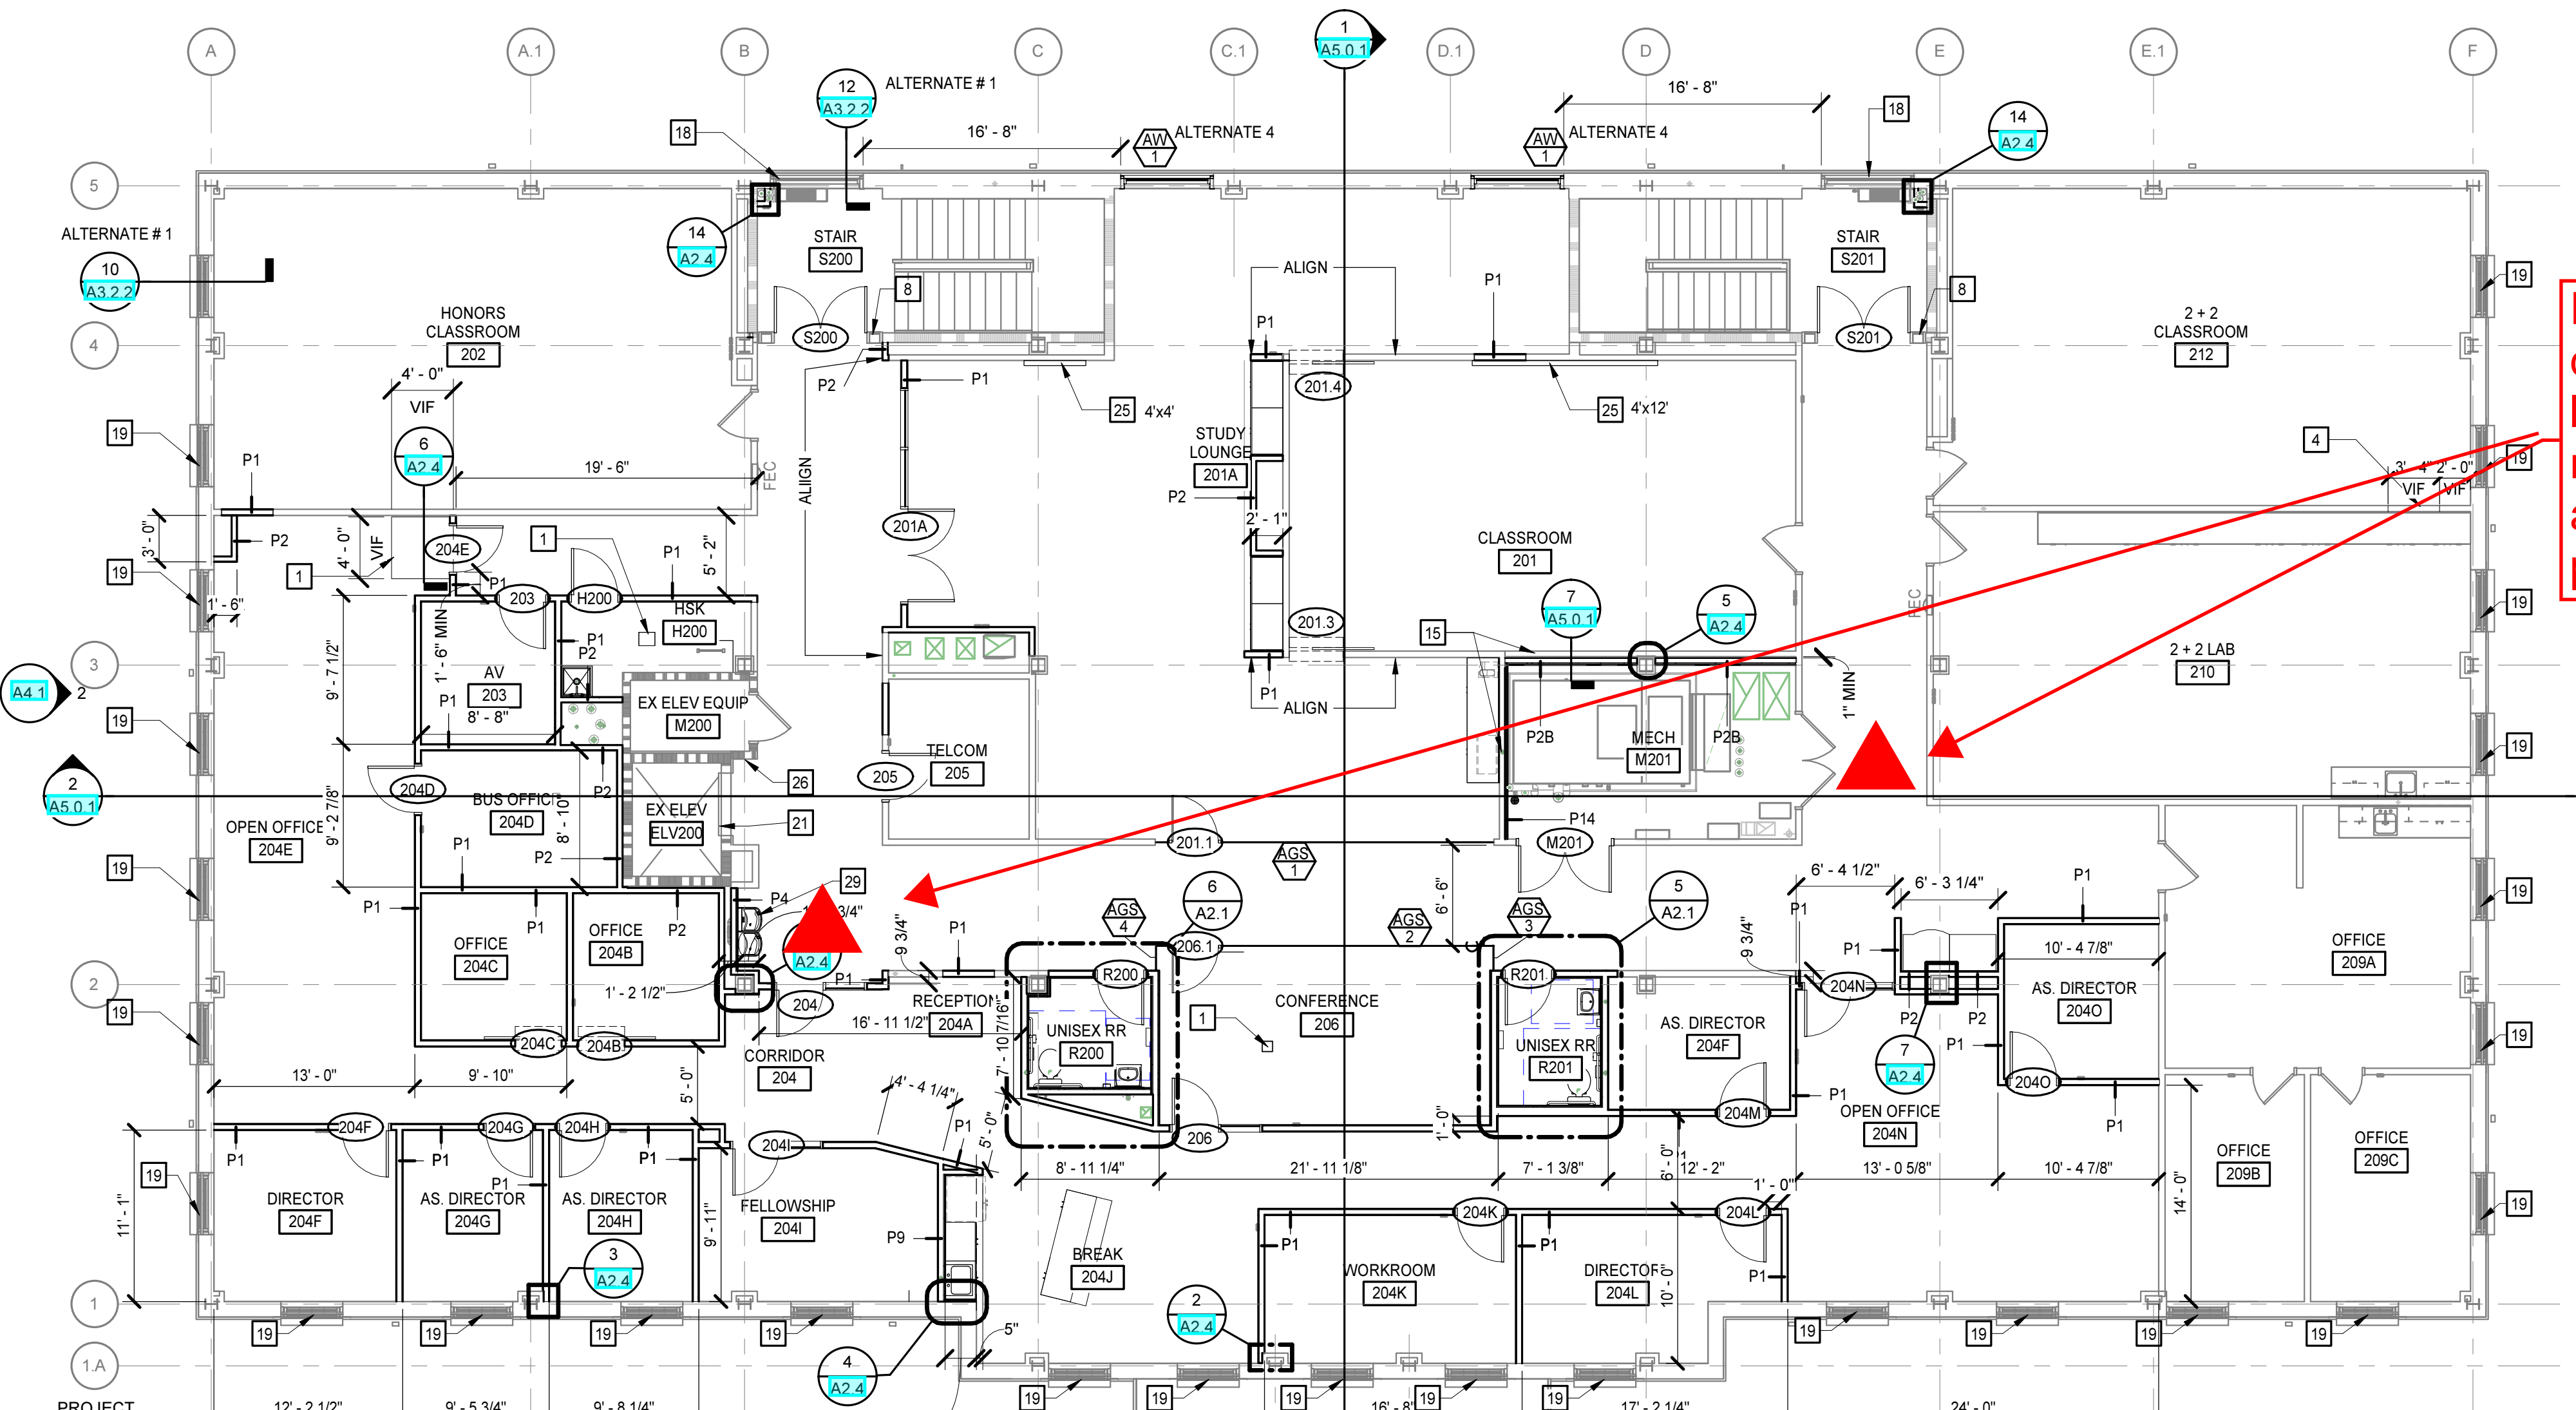 A
A.1
B
C
C.1
1
A5.0.1
D.1
D
E
E.1
F
12
A3.2.2
ALTERNATE # 1
16' - 8"
18
16' - 8"
AW
1
ALTERNATE 4
AW
1
ALTERNATE 4
18
14
A2.4
5
ALTERNATE # 1
10
A3.2.2
14
A2.4
STAIR
S200
STAIR
S201
ALIGN
8
8
19
19
P1
P1
S200
S201
HONORS
CLASSROOM
202
2 + 2
CLASSROOM
212
4
4' - 0"
VIF
P2
P1
201.4
25
4'x4'
25
4'x12'
19
6
A2.4
19' - 6"
FEC
ALIIGN
STUDY
LOUNGE
201A
P2
4
3' - 4"
2' - 0"
VIF
VIF
P1
2' - 1"
201A
CLASSROOM
201
3' - 0"
P2
4' - 0"
VIF
204E
1
P1
5' - 2"
19
1
P1
203
H200
HSK
H200
7
A5.0.1
5
A2.4
FEC
19
1' - 6"
1' - 6" MIN
P1
P2
201.3
15
3
9' - 7 1/2"
AV
203
P1
8' - 8"
EX ELEV EQUIP
M200
P1
ALIGN
2 + 2 LAB
210
A4.1
2
1" MIN
19
P2B
MECH
M201
P2B
19
TELCOM
205
205
26
2
A5.0.1
204D
BUS OFFIC
204D
P2
8' - 10"
EX ELEV
ELV200
21
OPEN OFFICE
204E
9' - 2 7/8"
P1
P2
P14
201.1
M201
AGS
1
19
29
P4
3/4"
6
A2.1
6' - 6"
5
A2.1
6' - 4 1/2"
6' - 3 1/4"
P1
19
P1
OFFICE
204C
P1
OFFICE
204B
P2
A2.4
9 3/4"
P1
AGS
4
206.1
AGS
2
AGS
3
P1
9 3/4"
P1
10' - 4 7/8"
OFFICE
209A
2
1' - 2 1/2"
P1
204
RECEPTION
204A
16' - 11 1/2"
R200
CONFERENCE
206
R201
204N
P2
P2
AS. DIRECTOR
204O
19
204C
204B
CORRIDOR
204
7' - 10 7/16"
UNISEX RR
R200
1
UNISEX RR
R201
AS. DIRECTOR
204F
7
A2.4
P1
19
13' - 0"
9' - 10"
5' - 0"
4' - 4 1/4"
P1
5' - 0"
206
1' - 0"
204M
P1
OPEN OFFICE
204N
204O
P1
204F
204G
204H
204I
P1
P1
P1
P1
19
8' - 11 1/4"
21' - 11 1/8"
7' - 1 3/8"
6' - 0"
12' - 2"
13' - 0 5/8"
10' - 4 7/8"
14' - 0"
OFFICE
209B
OFFICE
209C
11' - 1"
DIRECTOR
204F
AS. DIRECTOR
204G
AS. DIRECTOR
204H
9' - 11"
FELLOWSHIP
204I
P9
1' - 0"
204K
204L
19
3
A2.4
BREAK
204J
P1
P1
WORKROOM
204K
DIRECTOR
204L
10' - 0"
P1
1
2
A2.4
19
19
19
19
5"
19
19
19
19
1.A
4
A2.4
19
19
19
19
19
PROJECT
12' - 2 1/2"
9' - 5 3/4"
9' - 8 1/4"
16' - 8"
17' - 2 1/4"
24' - 0"